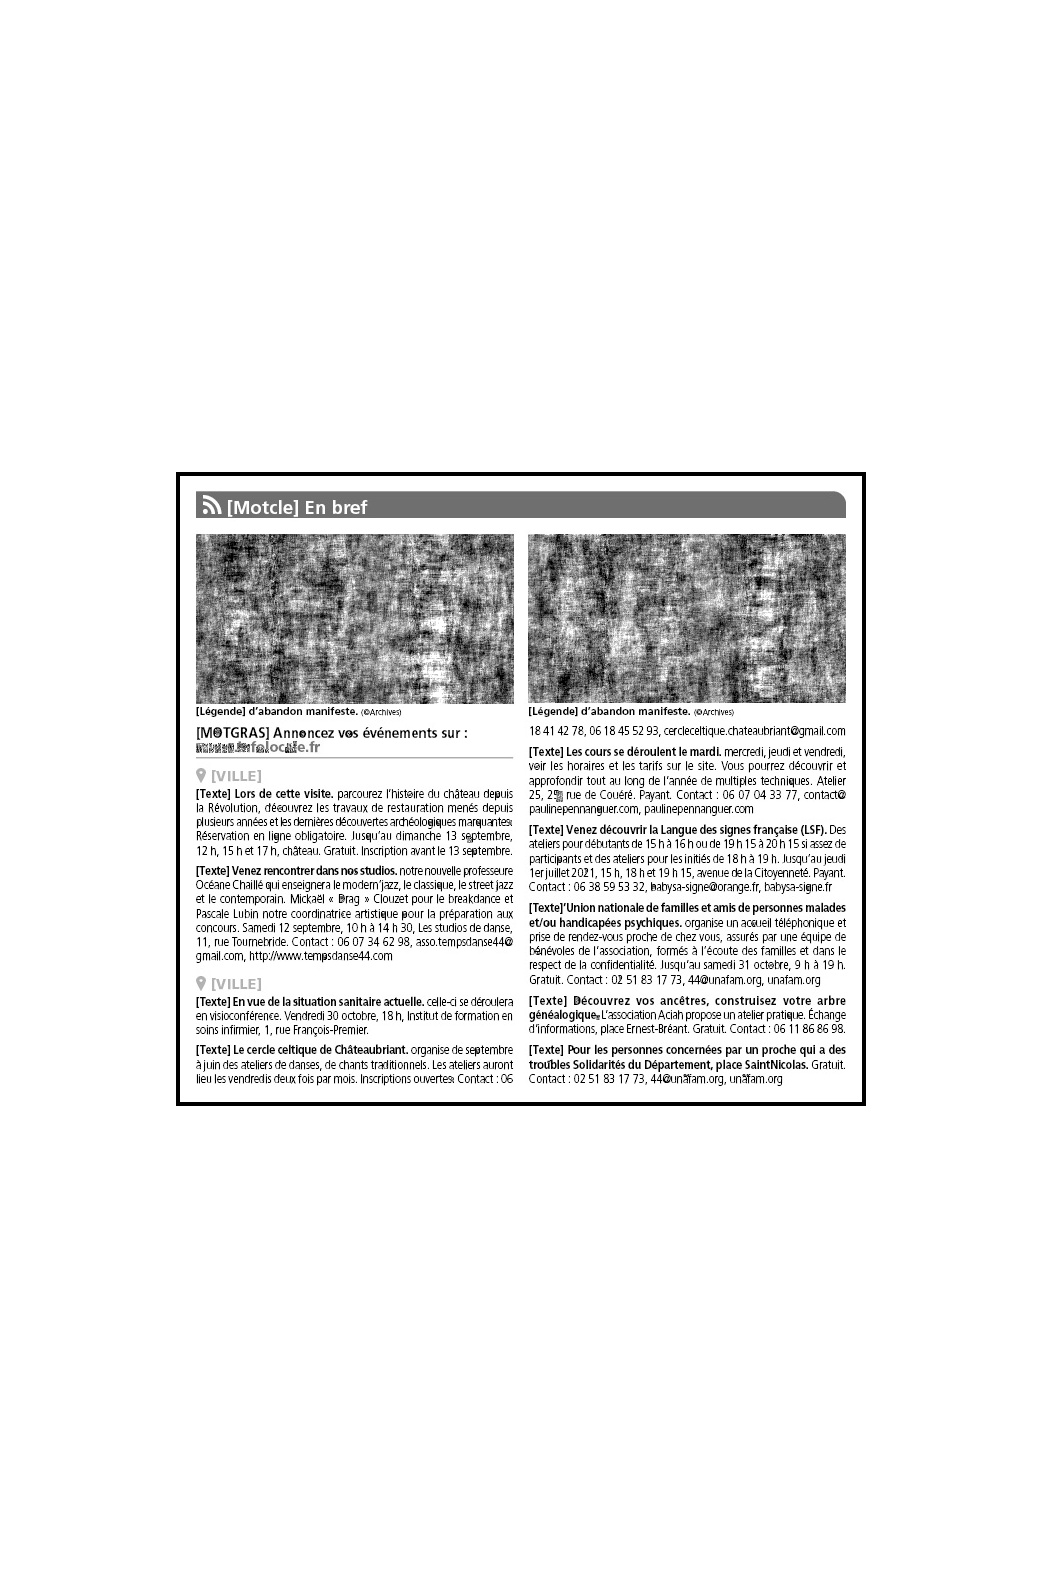 [Motcle] En bref
[Légende] d'abandon manifeste. (©Archives)
[MOTGRAS] Annoncez vos événements sur :
[VILLE]
[Texte] Lors de cette visite. parcourez l'histoire du château depuis
la Révolution, découvrez les travaux de restauration menés depuis
plusieurs années et les dernières découvertes archéologiques marquantes.
Réservation en ligne obligatoire. Jusqu'au dimanche 13 septembre,
12 h, 15 h et 17 h, château. Gratuit. Inscription avant le 13 septembre.
[Texte] Venez rencontrer dans nos studios. notre nouvelle professeure
Océane Chaillé qui enseignera le modern'jazz, le classique, le street jazz
et le contemporain. Mickaël « Brag » Clouzet pour le breakdance et
Pascale Lubin notre coordinatrice artistique pour la préparation aux
concours. Samedi 12 septembre, 10 h à 14 h 30, Les studios de danse,
11, rue Tournebride. Contact : 06 07 34 62 98, asso.tempsdanse44@
gmail.com, http://www.tempsdanse44.com
[VILLE]
[Texte] En vue de la situation sanitaire actuelle. celle-ci se déroulera
en visioconférence. Vendredi 30 octobre, 18 h, Institut de formation en
soins infirmier, 1, rue François-Premier.
[Texte] Le cercle celtique de Châteaubriant. organise de septembre
à juin des ateliers de danses, de chants traditionnels. Les ateliers auront
lieu les vendredis deux fois par mois. Inscriptions ouvertes. Contact : 06
[Légende] d'abandon manifeste. (©Archives)
18 41 42 78, 06 18 45 52 93, cercleceltique.chateaubriant@gmail.com
[Texte] Les cours se déroulent le mardi. mercredi, jeudi et vendredi,
voir les horaires et les tarifs sur le site. Vous pourrez découvrir et
approfondir tout au long de l'année de multiples techniques. Atelier
25, rue de Couéré. Payant. Contact : 06 07 04 33 77, contact@
paulinepennanguer.com, paulinepennanguer.com
[Texte] Venez découvrir la Langue des signes française (LSF). Des
ateliers pour débutants de 15 h à 16 h ou de 19 h 15 à 20 h 15 si assez de
participants et des ateliers pour les initiés de 18 h à 19 h. Jusqu'au jeudi
1er juillet 2021, 15 h, 18 h et 19 h 15, avenue de la Citoyenneté. Payant.
Contact : 06 38 59 53 32, babysa-signe@orange.fr, babysa-signe.fr
[Texte]'Union nationale de familles et amis de personnes malades
et/ou handicapées psychiques. organise un accueil téléphonique et
prise de rendez-vous proche de chez vous, assurés par une équipe de
bénévoles de l'association, formés à l'écoute des familles et dans le
respect de la confidentialité. Jusqu'au samedi 31 octobre, 9 h à 19 h.
Gratuit. Contact : 02 51 83 17 73, 44@unafam.org, unafam.org
[Texte] Découvrez vos ancêtres, construisez votre arbre
généalogique. L'association Aciah propose un atelier pratique. Échange
d'informations, place Ernest-Bréant. Gratuit. Contact : 06 11 86 86 98.
[Texte] Pour les personnes concernées par un proche qui a des
troubles Solidarités du Département, place SaintNicolas. Gratuit.
Contact : 02 51 83 17 73, 44@unafam.org, unafam.org